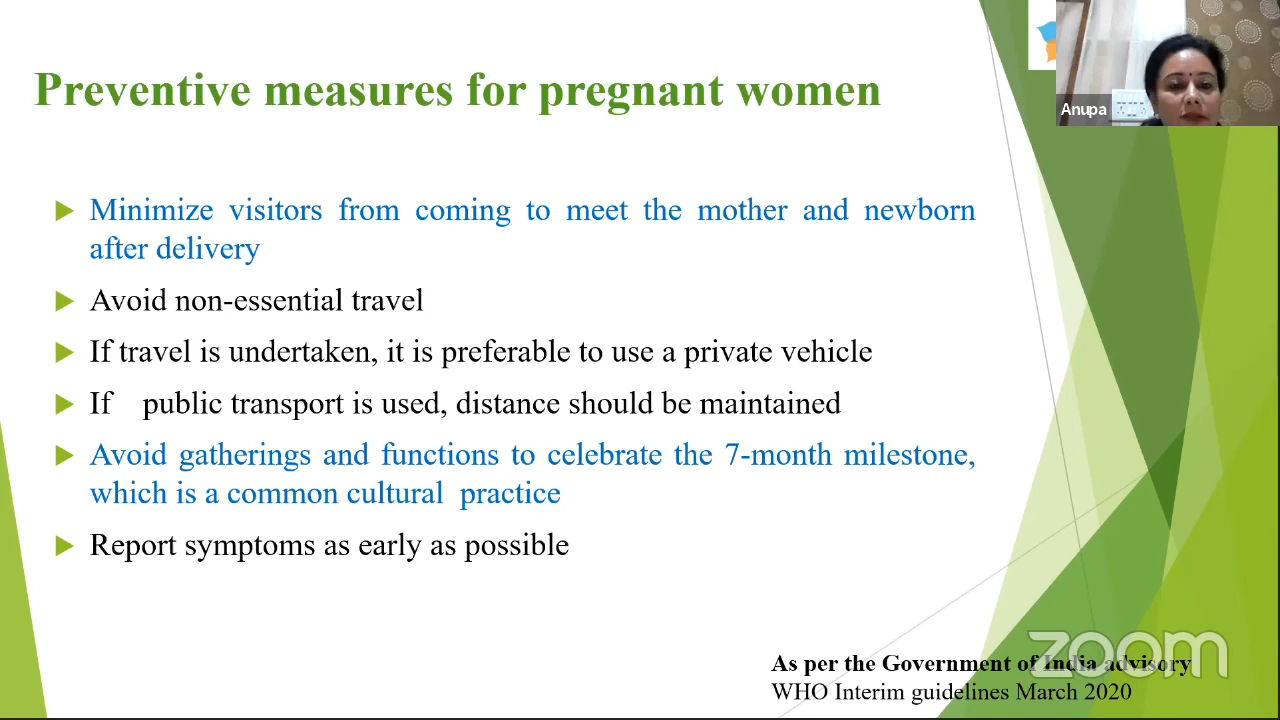 Preventive measures for pregnant women
Anupa
Minimize visitors from coming to meet the mother and newborn
after delivery
Avoid non-essential travel
If travel is undertaken, it is preferable to use a private vehicle
If public transport is used, distance should be maintained
Avoid gatherings and functions to celebrate the 7-month milestone,
which is a common cultural practice
Report symptoms as early as possible
As per the Government of India advisory
WHO Interim guidelines March 2020
zoom